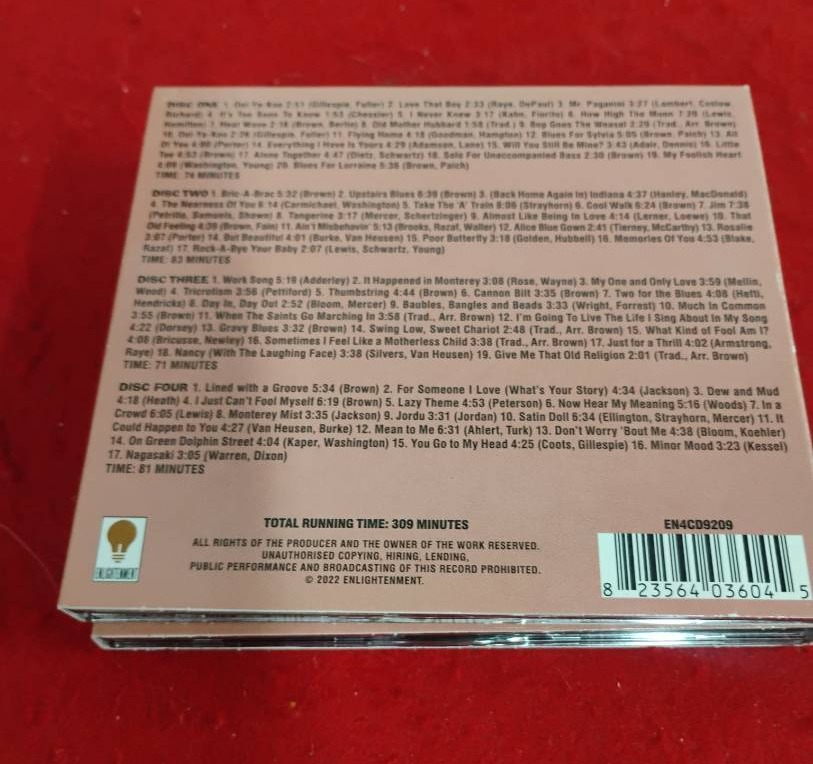 DISC ONE 1. Oui-Ya-Koo 2:51 (Gillespie, Fuller) 2. Love That Boy 2:33 (Raye, DePaul) 3. Mr. Paganini 3:27 (Lambert, Coslow,
4. It's Too Soon To Know 1:53 (Chessler) 5. I Never Knew 3:17 (Kahn, Fiorito) 6. How High The Moon (Lewis,
Hamilton) 7. Hear Wave 2:18 (Brown, Berlin) 8. Old Mother Hubbard 1:58 (Trad.) 9. Bop Goes The Weasel 2:29 (Trad., Arr. Brown)
10. (Gillespie, Fuller) 11. Flying Home 4:18 (Goodman, Hampton) 12. Blues For Sylvia 5:05 (Brown, Paich) 13. All
Of You 4:08 (Porter) 14. Everything I Have Is Yours 4:29 (Adamson, Lane) 15. Will You Still Be Mine? 3:43 (Adair, Dennis) 16. Little
Toe 4:53 (Brown) 17. Alone Together 4:47 (Dietz, Schwartz) 18. Solo For Unaccompanied Bass 2:30 (Brown) 19. My Foolish Heart
(Washington, Young) 20. Blues For Lorraine 5:38 (Brown, Paich)
TIME: 74 MINUTES
DISC TWO 1. Bric-A-Brac 5:32 (Brown) 2. Upstairs Blues 6:39 (Brown) 3. (Back Home Again in) Indiana 4:37 (Hanley, MacDonald)
4. The Nearness Of You 8:14 (Carmichael, Washington) 5. Take The 'A' Train 9:06 (Strayhorn) 6. Cool Walk 6:24 (Brown) 7. Jim 7:38
(Petrillo, Samuels, Shawn) 8. Tangerine 3:17 (Mercer, Schertzinger) 9. Almost Like Being In Love 4:14 (Lerner, Loewe) 10. That
Old Feeling 4:39 (Brown, Fain) 11. Ain't Misbehavin' 5:13 (Brooks, Razaf, Waller) 12. Alice Blue Gown 2:41 (Tierney, McCarthy) 13. Rosalie
3:07 (Porter) 14. But Beautiful 4:01 (Burke, Van Heusen) 15. Poor Butterfly 3:18 (Golden, Hubbell) 16. Memories Of You 4:53 (Blake,
Razaf) 17. Rock-A-Bye Your Baby 2:07 (Lewis, Schwartz, Young)
TIME: 83 MINUTES
DISC THREE 1. Work Song 5:19 (Adderley) 2. It Happened in Monterey 3:08 (Rose, Wayne) 3. My One and Only Love 3:59 (Mellin,
Wood) 4. Tricrotism 3:56 (Pettiford) 5. Thumbstring 4:44 (Brown) 6. Cannon Bilt 3:35 (Brown) 7. Two for the Blues 4:08 (Hefti,
Hendricks) 8. Day In, Day Out 2:52 (Bloom, Mercer) 9. Baubles, Bangles and Beads 3:33 (Wright, Forrest) 10. Much in Common
3:55 (Brown) 11. When The Saints Go Marching In 3:58 (Trad., Arr. Brown) 12. I'm Going To Live The Life I Sing About In My Song
4:22 (Dorsey) 13. Gravy Blues 3:32 (Brown) 14. Swing Low, Sweet Chariot 2:48 (Trad., Arr. Brown) 15. What Kind of Fool Am I?
4:08 (Bricusse, Newley) 16. Sometimes I Feel Like a Motherless Child 3:38 (Trad., Arr. Brown) 17. Just for a Thrill 4:02 (Armstrong,
Raye) 18. Nancy (With The Laughing Face) 3:38 (Silvers, Van Heusen) 19. Give Me That Old Religion 2:01 (Trad., Arr. Brown)
TIME: 71 MINUTES
DISC FOUR 1. Lined with a Groove 5:34 (Brown) 2. For Someone I Love (What's Your Story) 4:34 (Jackson) 3. Dew and Mud
4:18 (Heath) 4. I Just Can't Fool Myself 6:19 (Brown) 5. Lazy Theme 4:53 (Peterson) 6. Now Hear My Meaning 5:16 (Woods) 7. In a
Crowd 6:05 (Lewis) 8. Monterey Mist 3:35 (Jackson) 9. Jordu 3:31 (Jordan) 10. Satin Doll 6:34 (Ellington, Strayhorn, Mercer) 11. It
Could Happen to You 4:27 (Van Heusen, Burke) 12. Mean to Me 6:31 (Ahlert, Turk) 13. Don't Worry 'Bout Me 4:38 (Bloom, Koehler)
14. On Green Dolphin Street 4:04 (Kaper, Washington) 15. You Go to My Head 4:25 (Coots, Gillespie) 16. Minor Mood 3:23 (Kessel)
17. Nagasaki 3:05 (Warren, Dixon)
TIME: 81 MINUTES
TOTAL RUNNING TIME: 309 MINUTES
ALL RIGHTS OF THE PRODUCER AND THE OWNER OF THE WORK RESERVED.
UNAUTHORISED COPYING, HIRING, LENDING,
PUBLIC PERFORMANCE AND BROADCASTING OF THIS RECORD PROHIBITED.
© 2022 ENLIGHTENMENT.
ENLIGHTENMENT
EN4CD9209
8 23564 03604 5